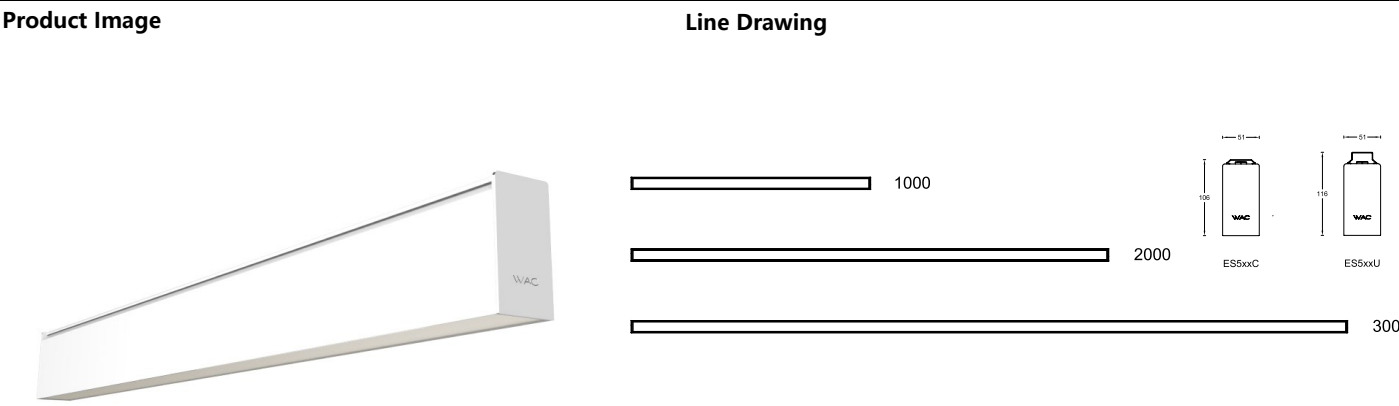 Product Image
Line Drawing
WAC
1000
2000
300
51
106
WAC
ES5xxC
51
116
WAC
ES5xxU